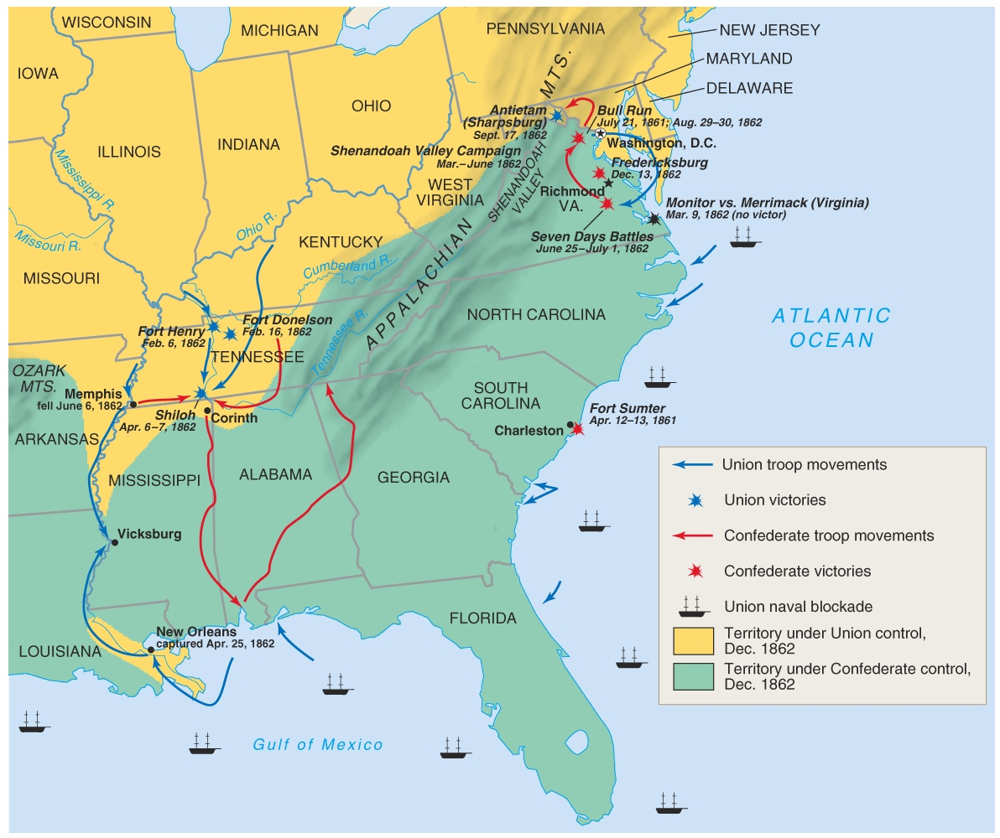 WISCONSIN
MICHIGAN
PENNSYLVANIA
NEW JERSEY
MARYLAND
DELAWARE
IOWA
OHIO
MTS.
Antietam
(Sharpsburg)
Sept. 17, 1862
Bull Run
July 21, 1861; Aug. 29–30, 1862
Washington, D.C.
ILLINOIS
INDIANA
Shenandoah Valley Campaign
Mar.–June 1862
Fredericksburg
Dec. 13, 1862
Mississippi R.
WEST
VIRGINIA
SHENANDOAH
VALLEY
Richmond
VA.
Monitor vs. Merrimack (Virginia)
Mar. 9, 1862 (no victor)
Missouri R.
Ohio R.
KENTUCKY
Seven Days Battles
June 25–July 1, 1862
MISSOURI
Cumberland R.
APPALACHIAN
Fort Henry
Feb. 6, 1862
Fort Donelson
Feb. 16, 1862
NORTH CAROLINA
ATLANTIC
OCEAN
TENNESSEE
Tennessee R.
OZARK
MTS.
Memphis
fell June 6, 1862
Shiloh
Apr. 6–7, 1862
Corinth
SOUTH
CAROLINA
Fort Sumter
Apr. 12–13, 1861
Charleston
ARKANSAS
MISSISSIPPI
ALABAMA
GEORGIA
Vicksburg
New Orleans
captured Apr. 25, 1862
LOUISIANA
FLORIDA
Gulf of Mexico
Union troop movements
Union victories
Confederate troop movements
Confederate victories
Union naval blockade
Territory under Union control,
Dec. 1862
Territory under Confederate control,
Dec. 1862